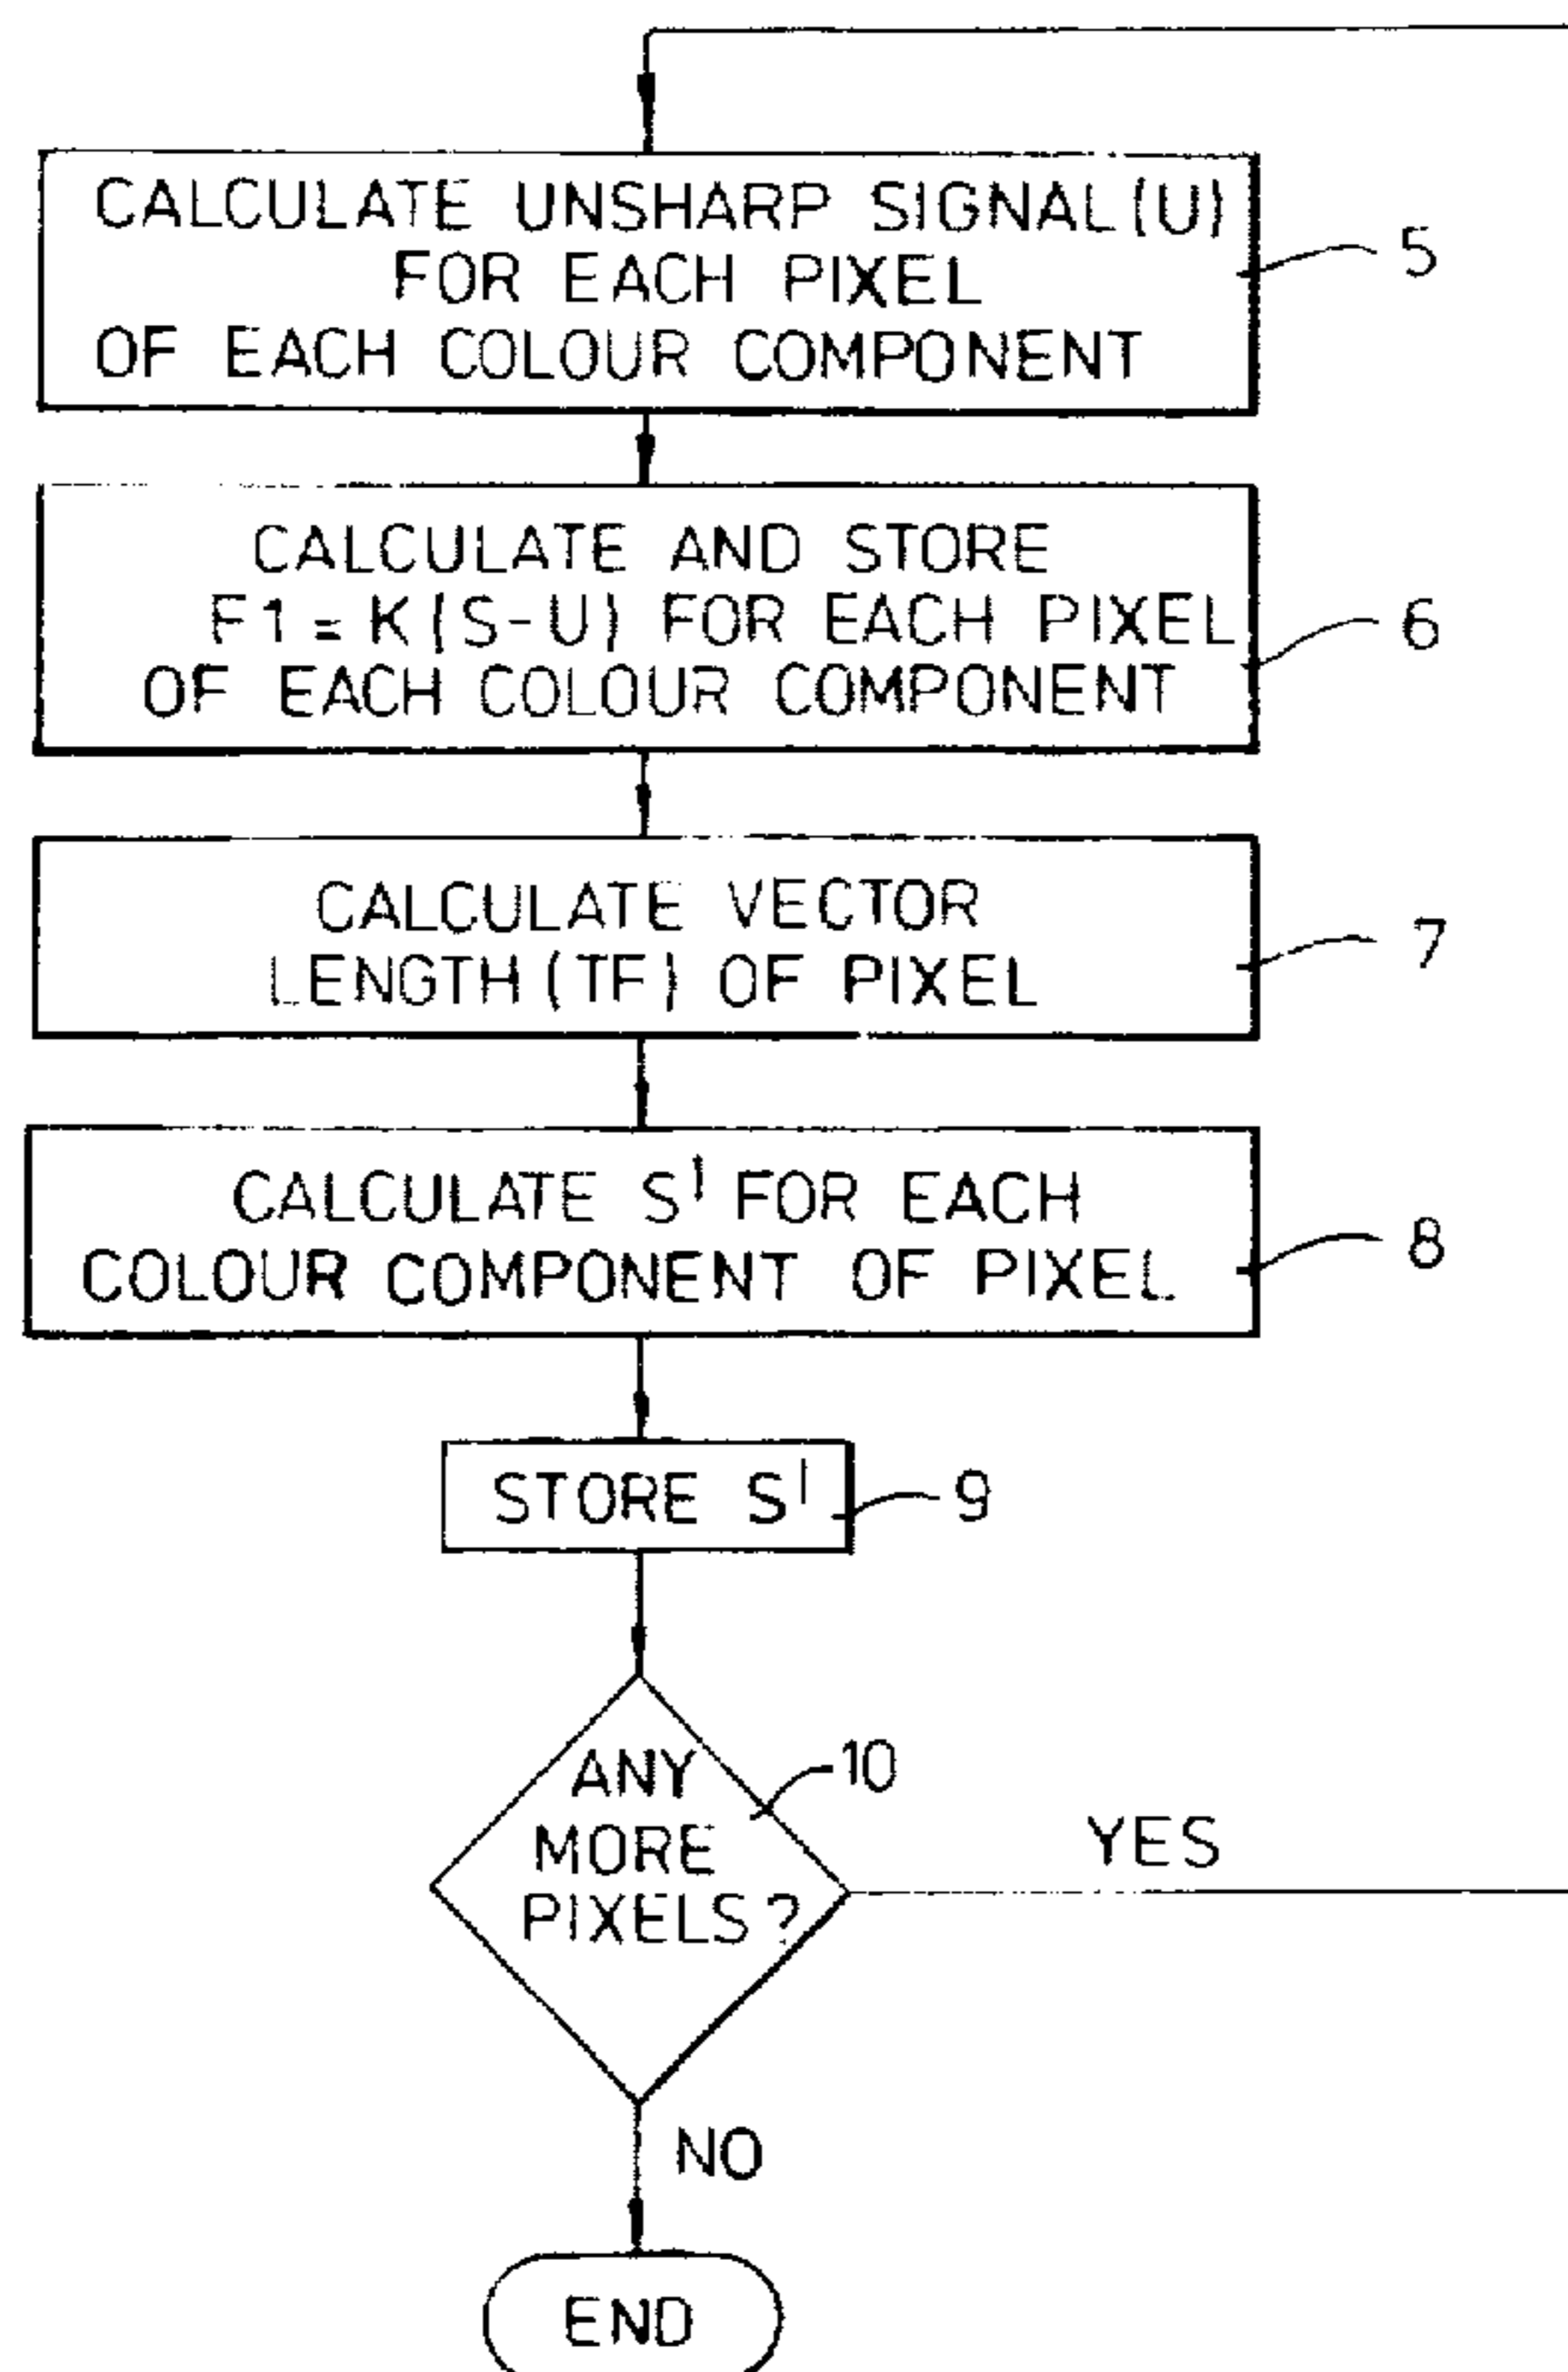 CALCULATE UNSHARP SIGNAL(U)
FOR EACH PIXEL
OF EACH COLOUR COMPONENT
5
CALCULATE AND STORE
F1=K(S-U) FOR EACH PIXEL
OF EACH COLOUR COMPONENT
6
CALCULATE VECTOR
LENGTH(TF) OF PIXEL
7
CALCULATE S' FOR EACH
COLOUR COMPONENT OF PIXEL
8
STORE S'
9
ANY
MORE
PIXELS?
10
YES
NO
END